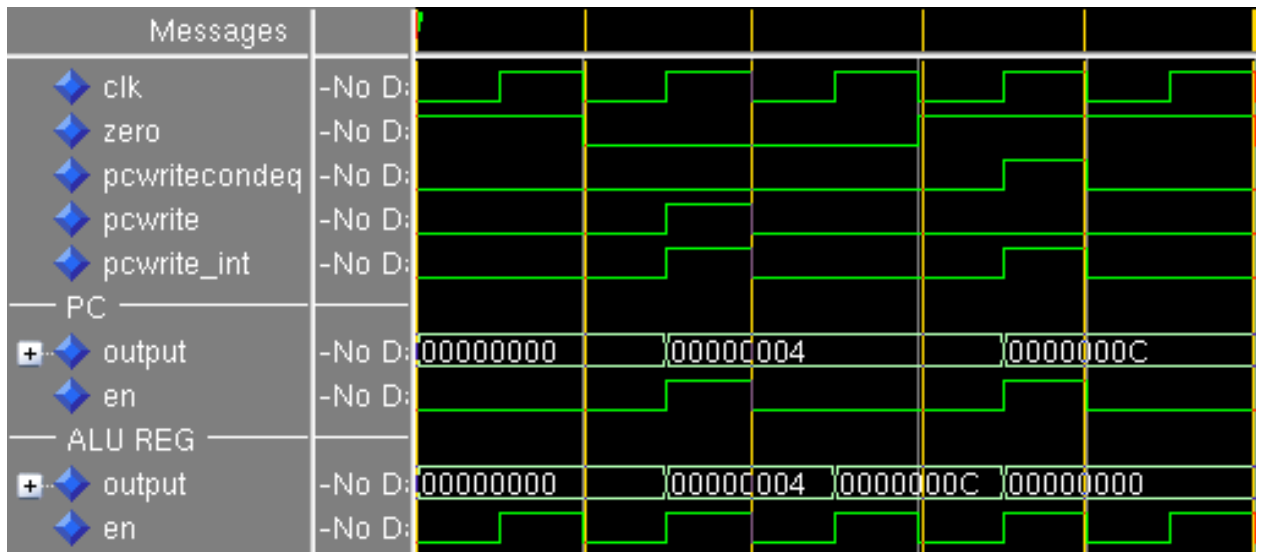 Messages
clk -No D:
zero -No D:
pcwritecondeq -No D:
pcwrite -No D:
pcwrite_int -No D:
PC
output -No D: 00000000 00000004 0000000C
en -No D:
ALU REG
output -No D: 00000000 00000004 0000000C 00000000
en -No D: